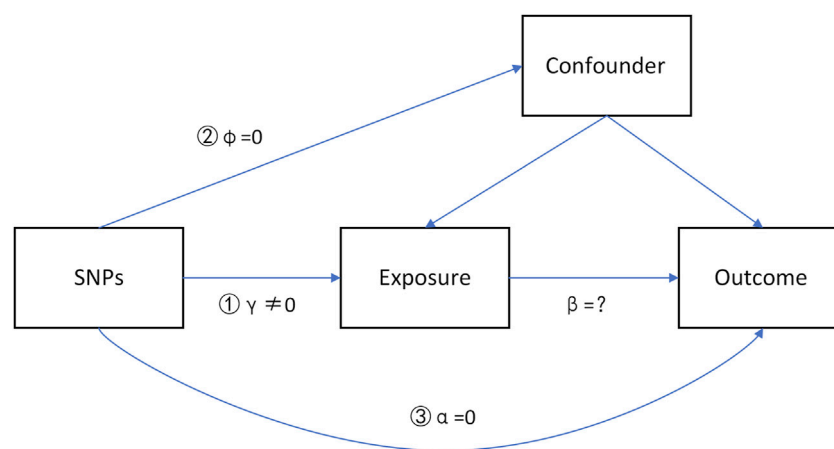 Confounder
② ϕ =0
SNPs
Exposure
Outcome
① γ ≠0
β =?
③ α =0